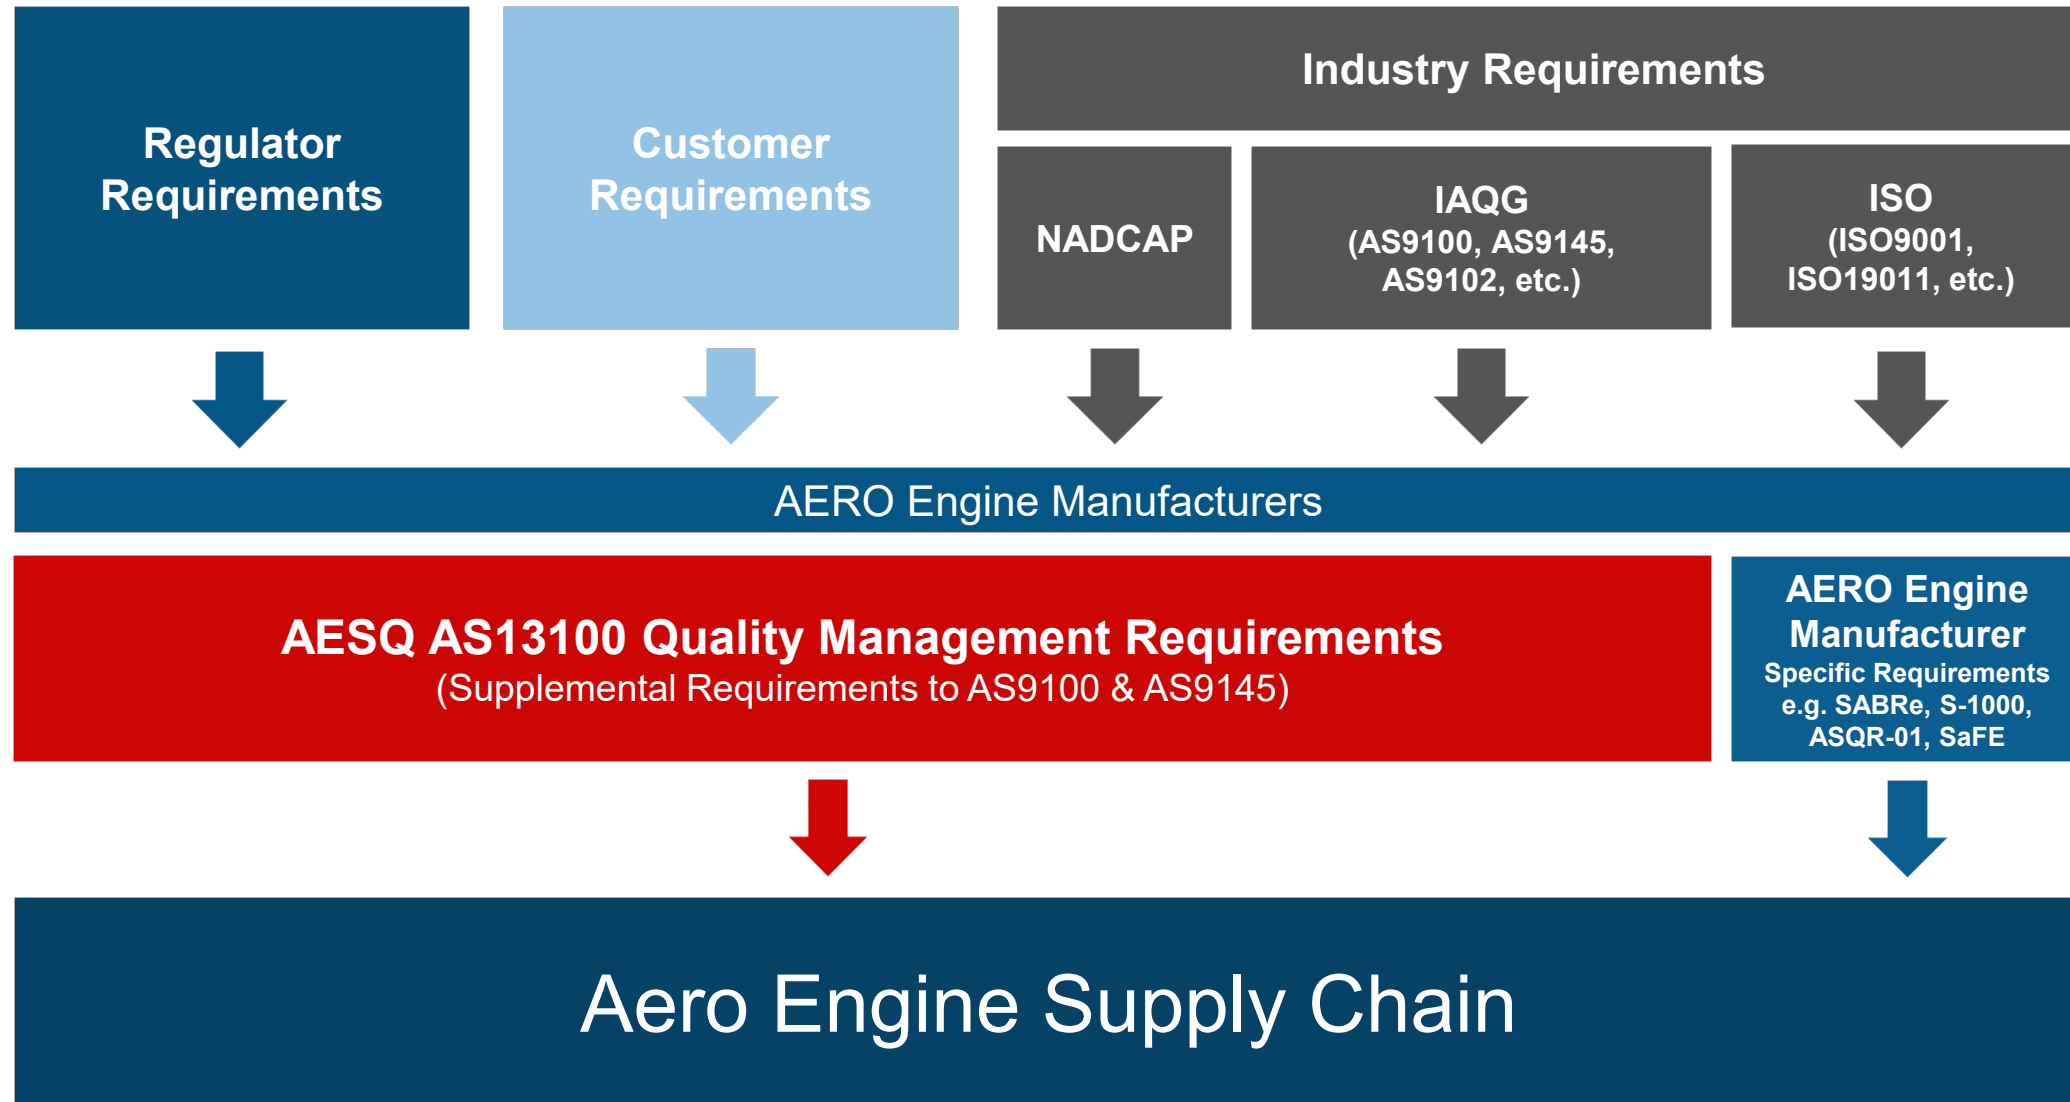 Regulator
Requirements
Customer
Requirements
Industry Requirements
NADCAP
IAQG
(AS9100, AS9145,
AS9102, etc.)
ISO
(ISO9001,
ISO19011, etc.)
AERO Engine Manufacturers
AESQ AS13100 Quality Management Requirements
(Supplemental Requirements to AS9100 & AS9145)
AERO Engine
Manufacturer
Specific Requirements
e.g. SABRe, S-1000,
ASQR-01, SaFE
Aero Engine Supply Chain